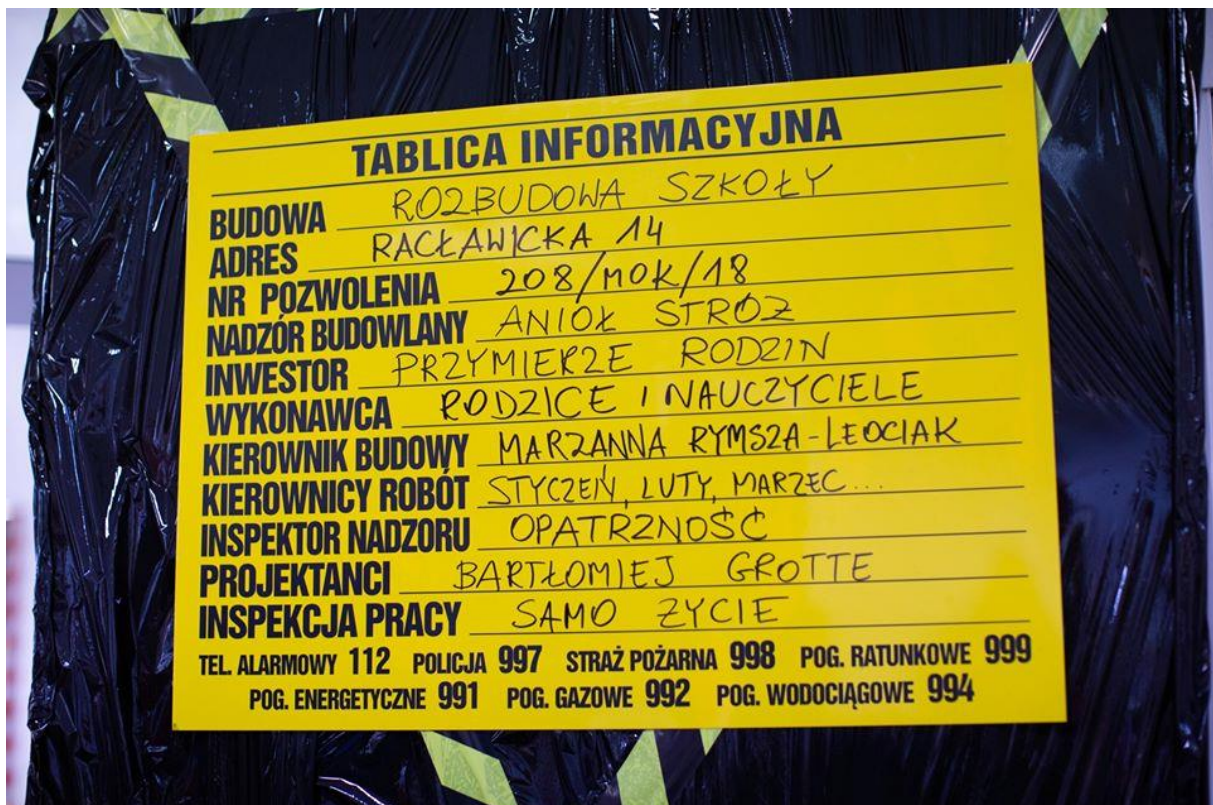 TABLICA INFORMACYJNA
BUDOWA ROZBUDOWA SZKOŁY
ADRES RACŁAWICKA 14
NR POZWOLENIA 208/MOK/18
NADZÓR BUDOWLANY ANIOŁ STRÓŻ
INWESTOR PRZYMIERZE RODZIN
WYKONAWCA RODZICE I NAUCZYCIELE
KIEROWNIK BUDOWY MARZANNA RYMSZA-LEOCIAK
KIEROWNICY ROBÓT STYCZEŃ, LUTY, MARZEC...
INSPEKTOR NADZORU OPATRZNOŚĆ
PROJEKTANCI BARTŁOMIEJ GROTTE
INSPEKCJA PRACY SAMO ŻYCIE
TEL. ALARMOWY 112 POLICJA 997 STRAŻ POŻARNA 998 POG. RATUNKOWE 999
POG. ENERGETYCZNE 991 POG. GAZOWE 992 POG. WODOCIĄGOWE 994